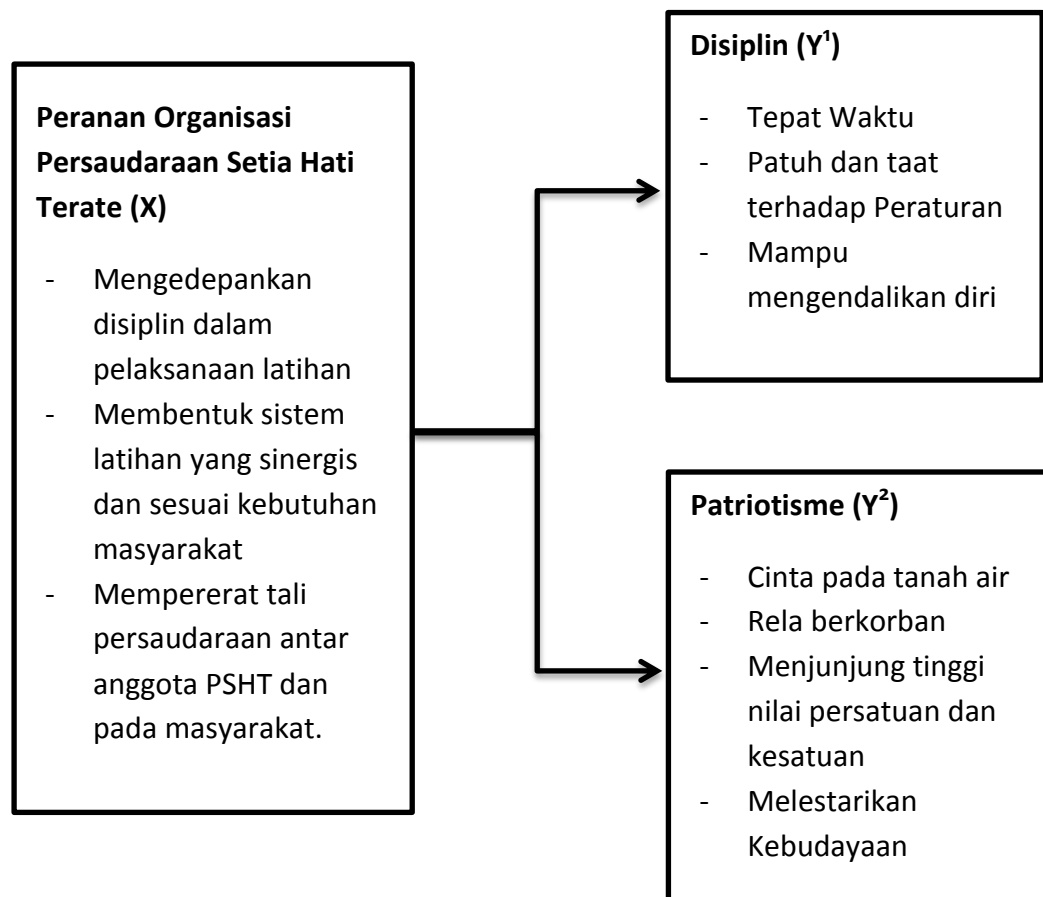 Peranan Organisasi
Persaudaraan Setia Hati
Terate (X)
- Mengedepankan
disiplin dalam
pelaksanaan latihan
- Membentuk sistem
latihan yang sinergis
dan sesuai kebutuhan
masyarakat
- Mempererat tali
persaudaraan antar
anggota PSHT dan
pada masyarakat.
Disiplin (Y¹)
- Tepat Waktu
- Patuh dan taat
terhadap Peraturan
- Mampu
mengendalikan diri
Patriotisme (Y²)
- Cinta pada tanah air
- Rela berkorban
- Menjunjung tinggi
nilai persatuan dan
kesatuan
- Melestarikan
Kebudayaan